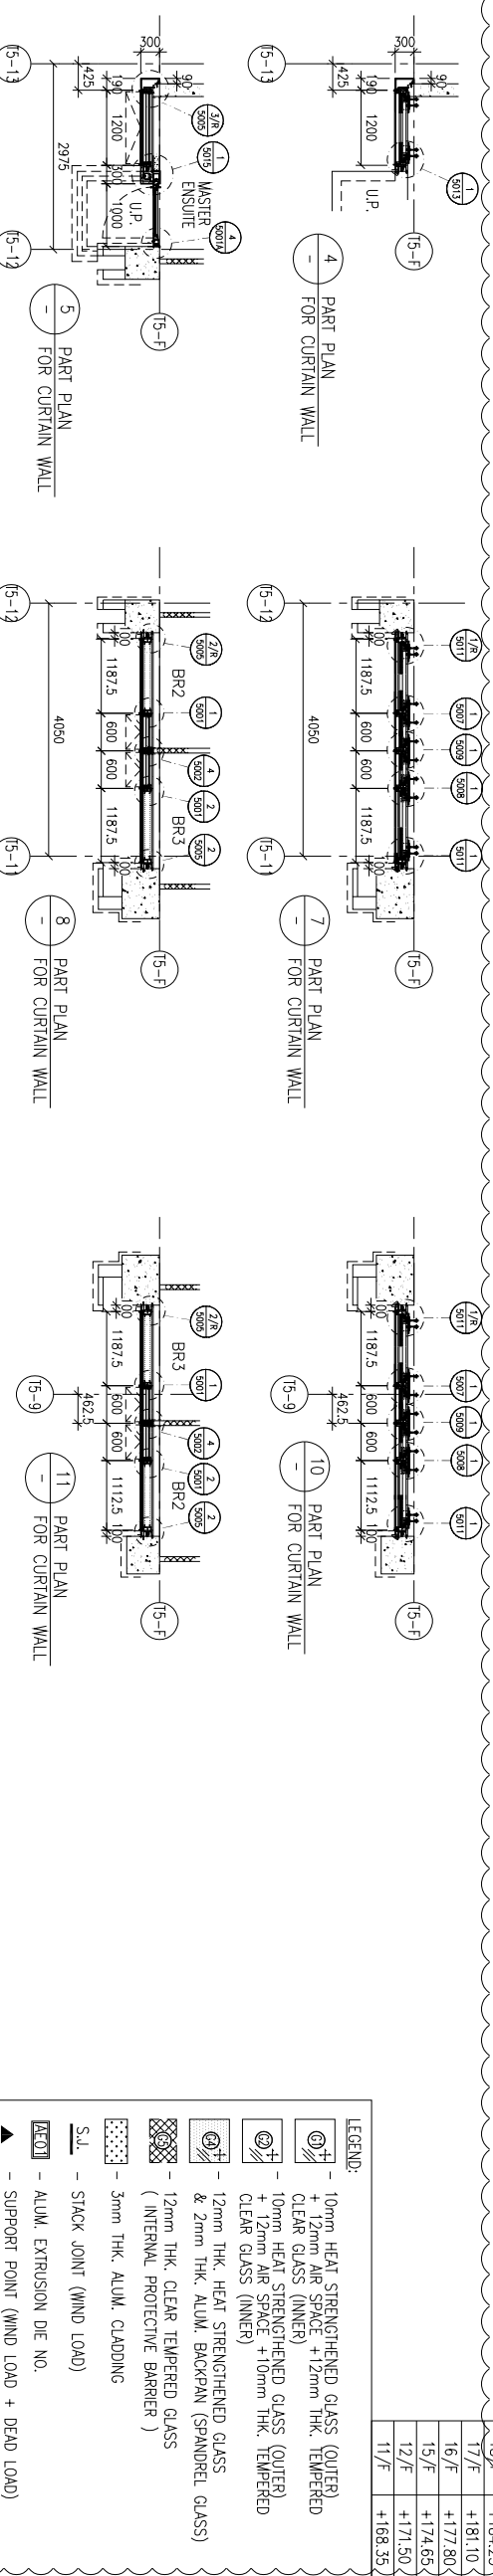 T5-13
425
190
1200
300
90
1
5013
U.P.
T5-F
4
-
PART PLAN
FOR CURTAIN WALL
T5-12
100
1187.5
600
600
1187.5
100
4050
T5-11
1/R
5011
1
5007
1
5009
1
5008
1
5011
T5-F
7
-
PART PLAN
FOR CURTAIN WALL
100
1187.5
600
600
1112.5
100
T5-9
462.5
1/R
5011
1
5007
1
5009
1
5008
1
5011
T5-F
10
-
PART PLAN
FOR CURTAIN WALL
T5-13
425
190
1200
300
1000
2975
T5-12
300
90
3/R
5005
1
5015
4
5001A
MASTER
ENSUITE
U.P.
T5-F
5
-
PART PLAN
FOR CURTAIN WALL
T5-12
100
1187.5
600
600
1187.5
100
4050
T5-11
2/R
5005
BR2
1
5001
4
5002
2
5001
BR3
2
5005
T5-F
8
-
PART PLAN
FOR CURTAIN WALL
100
1187.5
600
600
1112.5
100
T5-9
462.5
2/R
5005
BR3
1
5001
4
5002
2
5001
BR2
2
5005
T5-F
11
-
PART PLAN
FOR CURTAIN WALL
17/F +181.10
16/F +177.80
15/F +174.65
12/F +171.50
11/F +168.35
LEGEND:
G1 - 10mm HEAT STRENGTHENED GLASS (OUTER)
+ 12mm AIR SPACE +12mm THK. TEMPERED
CLEAR GLASS (INNER)
G2 - 10mm HEAT STRENGTHENED GLASS (OUTER)
+ 12mm AIR SPACE +10mm THK. TEMPERED
CLEAR GLASS (INNER)
G4 - 12mm THK. HEAT STRENGTHENED GLASS
& 2mm THK. ALUM. BACKPAN (SPANDREL GLASS)
G5 - 12mm THK. CLEAR TEMPERED GLASS
( INTERNAL PROTECTIVE BARRIER )
- 3mm THK. ALUM. CLADDING
S.J. - STACK JOINT (WIND LOAD)
AE01 - ALUM. EXTRUSION DIE NO.
- SUPPORT POINT (WIND LOAD + DEAD LOAD)